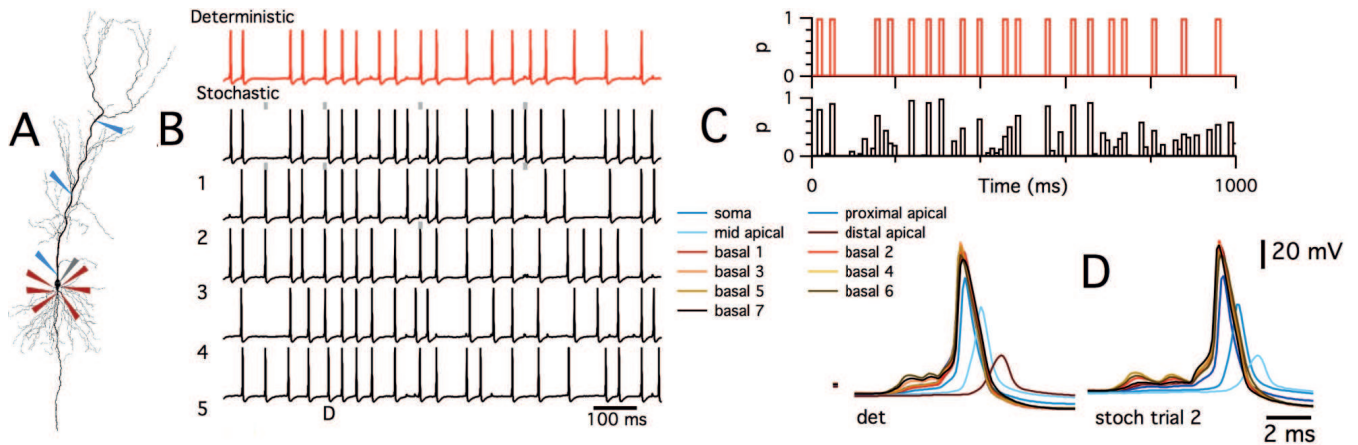 A
B
Deterministic
Stochastic
1
2
3
4
5
D
100 ms
C
p
1
0
p
1
0
0
Time (ms)
1000
soma
proximal apical
mid apical
distal apical
basal 1
basal 2
basal 3
basal 4
basal 5
basal 6
basal 7
D
20 mV
det
stoch trial 2
2 ms